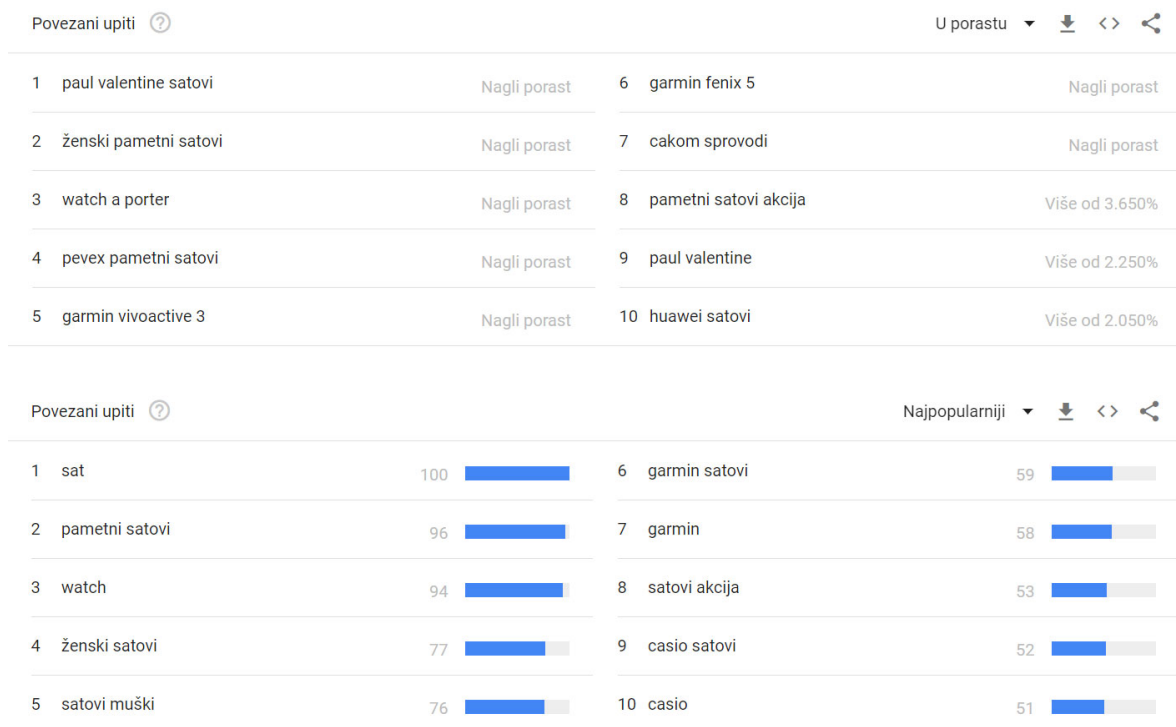 Povezani upiti
U porastu
1 paul valentine satovi Nagli porast
2 ženski pametni satovi Nagli porast
3 watch a porter Nagli porast
4 pevex pametni satovi Nagli porast
5 garmin vivoactive 3 Nagli porast
6 garmin fenix 5 Nagli porast
7 cakom sprovodi Nagli porast
8 pametni satovi akcija Više od 3.650%
9 paul valentine Više od 2.250%
10 huawei satovi Više od 2.050%
Povezani upiti
Najpopularniji
1 sat 100
2 pametni satovi 96
3 watch 94
4 ženski satovi 77
5 satovi muški 76
6 garmin satovi 59
7 garmin 58
8 satovi akcija 53
9 casio satovi 52
10 casio 51